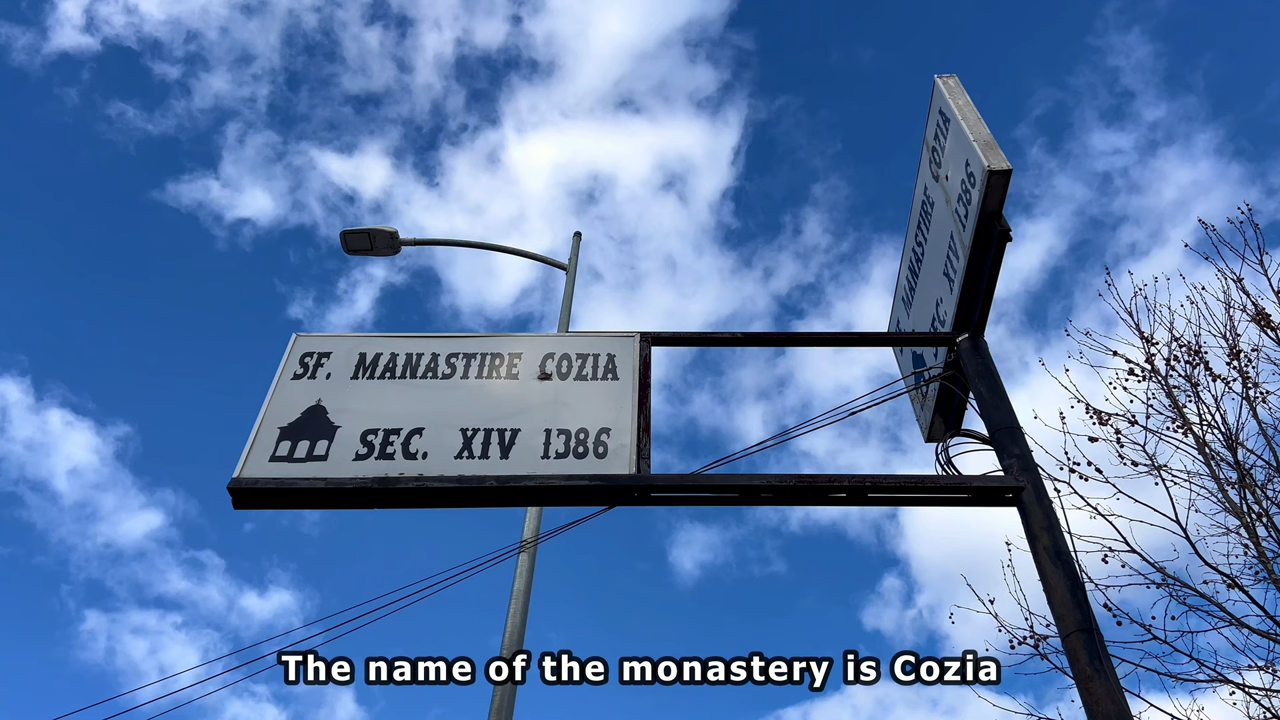 SF. MANASTIRE COZIA
SEC. XIV 1386
MANASTIRE COZIA
SEC. XIV 1386
The name of the monastery is Cozia